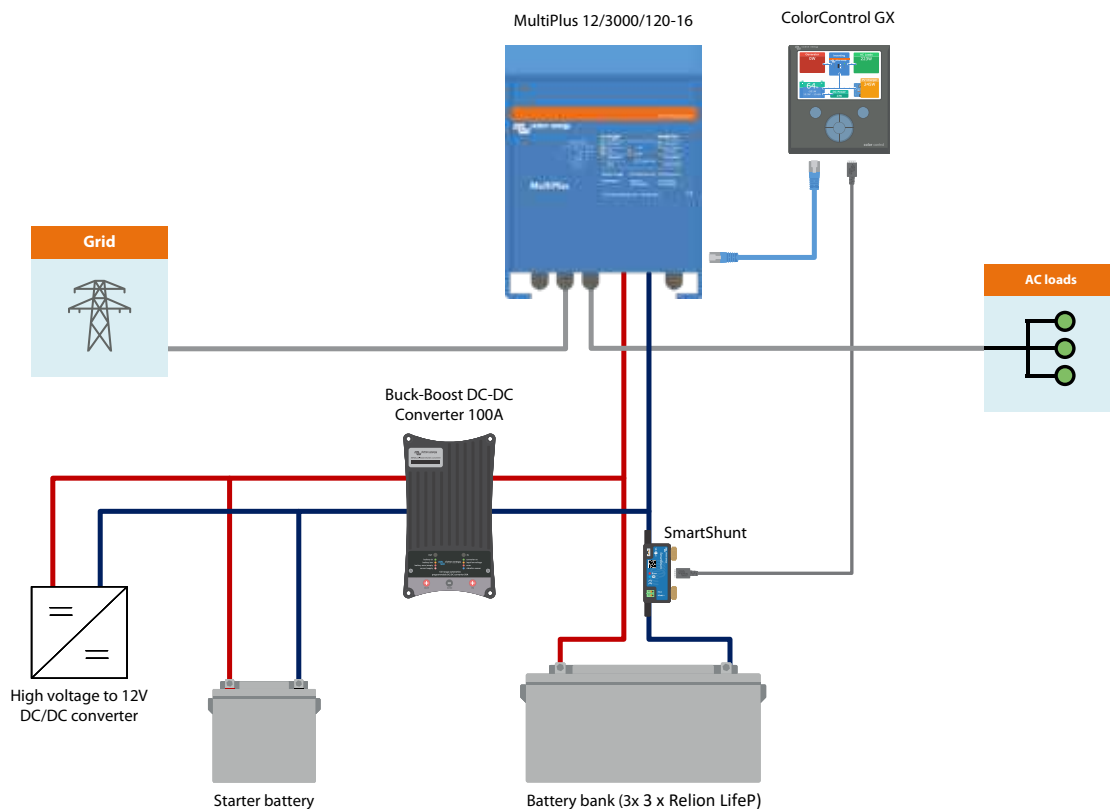 MultiPlus 12/3000/120-16
ColorControl GX
MultiPlus
Grid
AC loads
Buck-Boost DC-DC
Converter 100A
SmartShunt
High voltage to 12V
DC/DC converter
Starter battery
Battery bank (3x 3 x Relion LifeP)